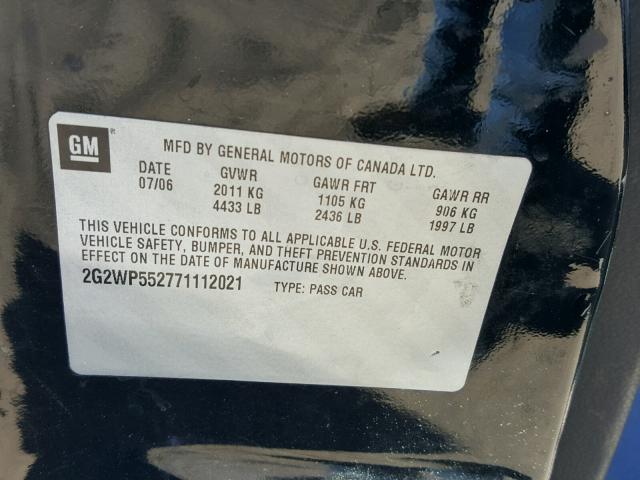 GM®
MFD BY GENERAL MOTORS OF CANADA LTD.
DATE GVWR GAWR FRT GAWR RR
07/06 2011 KG 1105 KG 906 KG
4433 LB 2436 LB 1997 LB
THIS VEHICLE CONFORMS TO ALL APPLICABLE U.S. FEDERAL MOTOR
VEHICLE SAFETY, BUMPER, AND THEFT PREVENTION STANDARDS IN
EFFECT ON THE DATE OF MANUFACTURE SHOWN ABOVE.
2G2WP552771112021 TYPE: PASS CAR